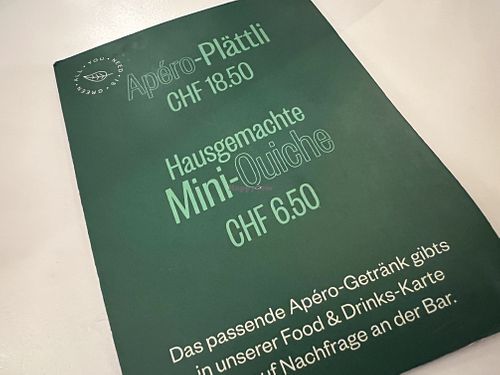 ALL • YOU • NEED • IS • GREEN •
Apéro-Plättli
CHF 18.50
Hausgemachte
Mini-Quiche
CHF 6.50
Das passende Apéro-Getränk gibts
in unserer Food & Drinks-Karte
auf Nachfrage an der Bar.